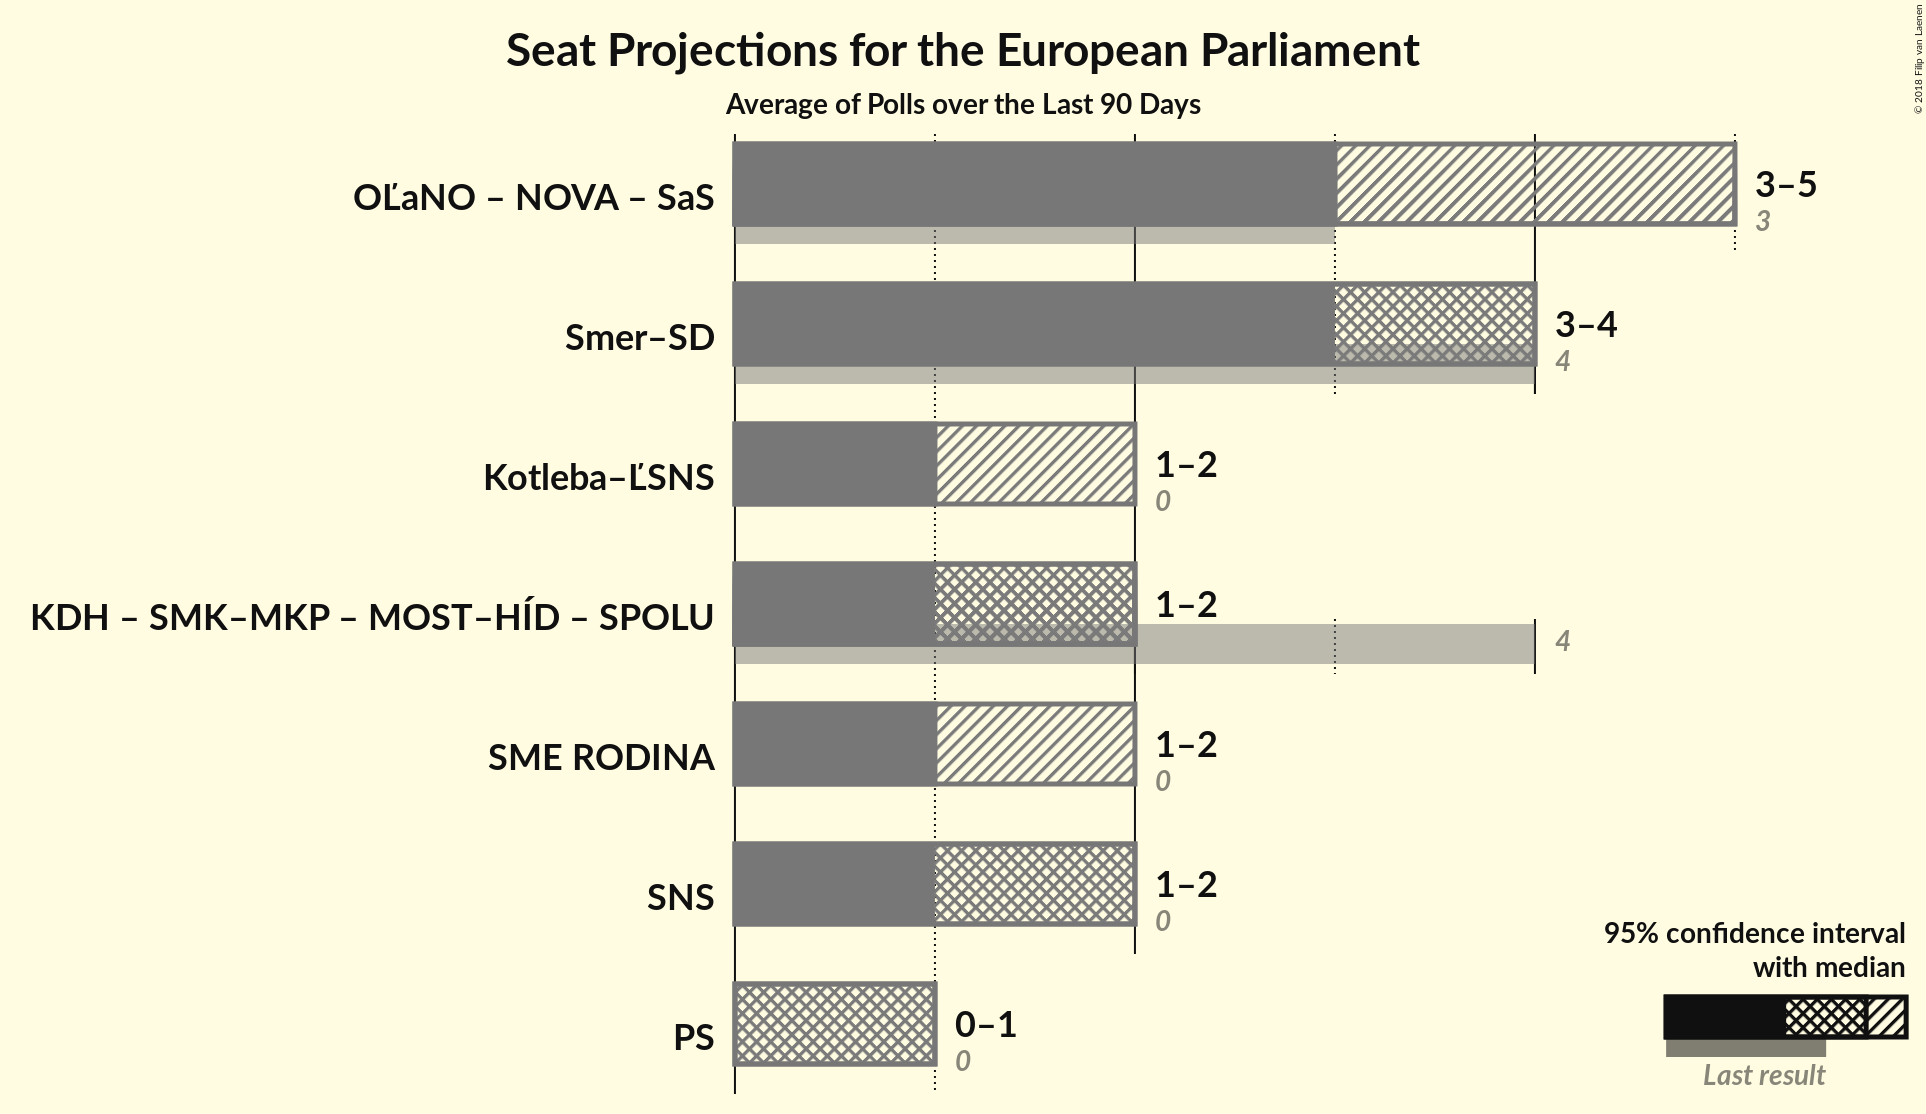 Seat Projections for the European Parliament
Average of Polls over the Last 90 Days
© 2018 Filip van Laenen
OĽaNO – NOVA – SaS
3–5
3
Smer–SD
3–4
4
Kotleba–ĽSNS
1–2
0
KDH – SMK–MKP – MOST–HÍD – SPOLU
1–2
4
SME RODINA
1–2
0
SNS
1–2
0
PS
0–1
0
95% confidence interval
with median
Last result